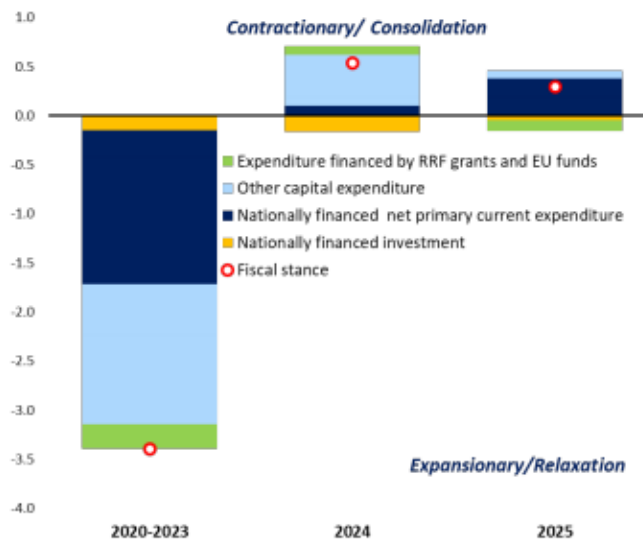 1.0
Contractionary/ Consolidation
0.5
0.0
-0.5
Expenditure financed by RRF grants and EU funds
Other capital expenditure
-1.0
Nationally financed net primary current expenditure
Nationally financed investment
-1.5
Fiscal stance
-2.0
-2.5
-3.0
-3.5
Expansionary/Relaxation
-4.0
2020-2023 2024 2025